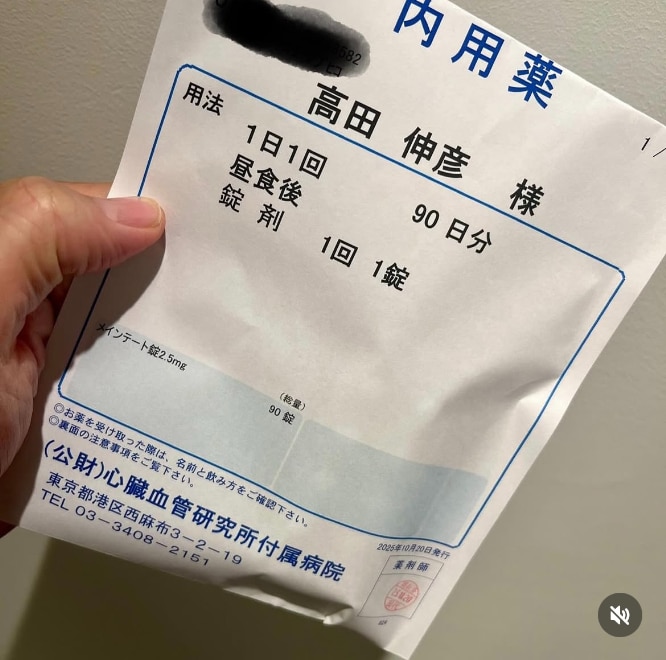 582
内用薬
1/
高田 伸彦 様
用法
1日1回
昼食後 90日分
錠剤
1回 1錠
メインテート錠2.5mg
(総量)
90錠
◎お薬を受け取った際は、名前と飲み方をご確認下さい。
◎裏面の注意事項をご覧下さい。
(公財)心臓血管研究所付属病院
東京都港区西麻布3-2-19
TEL 03-3408-2151
2025年10月20日発行
薬剤師